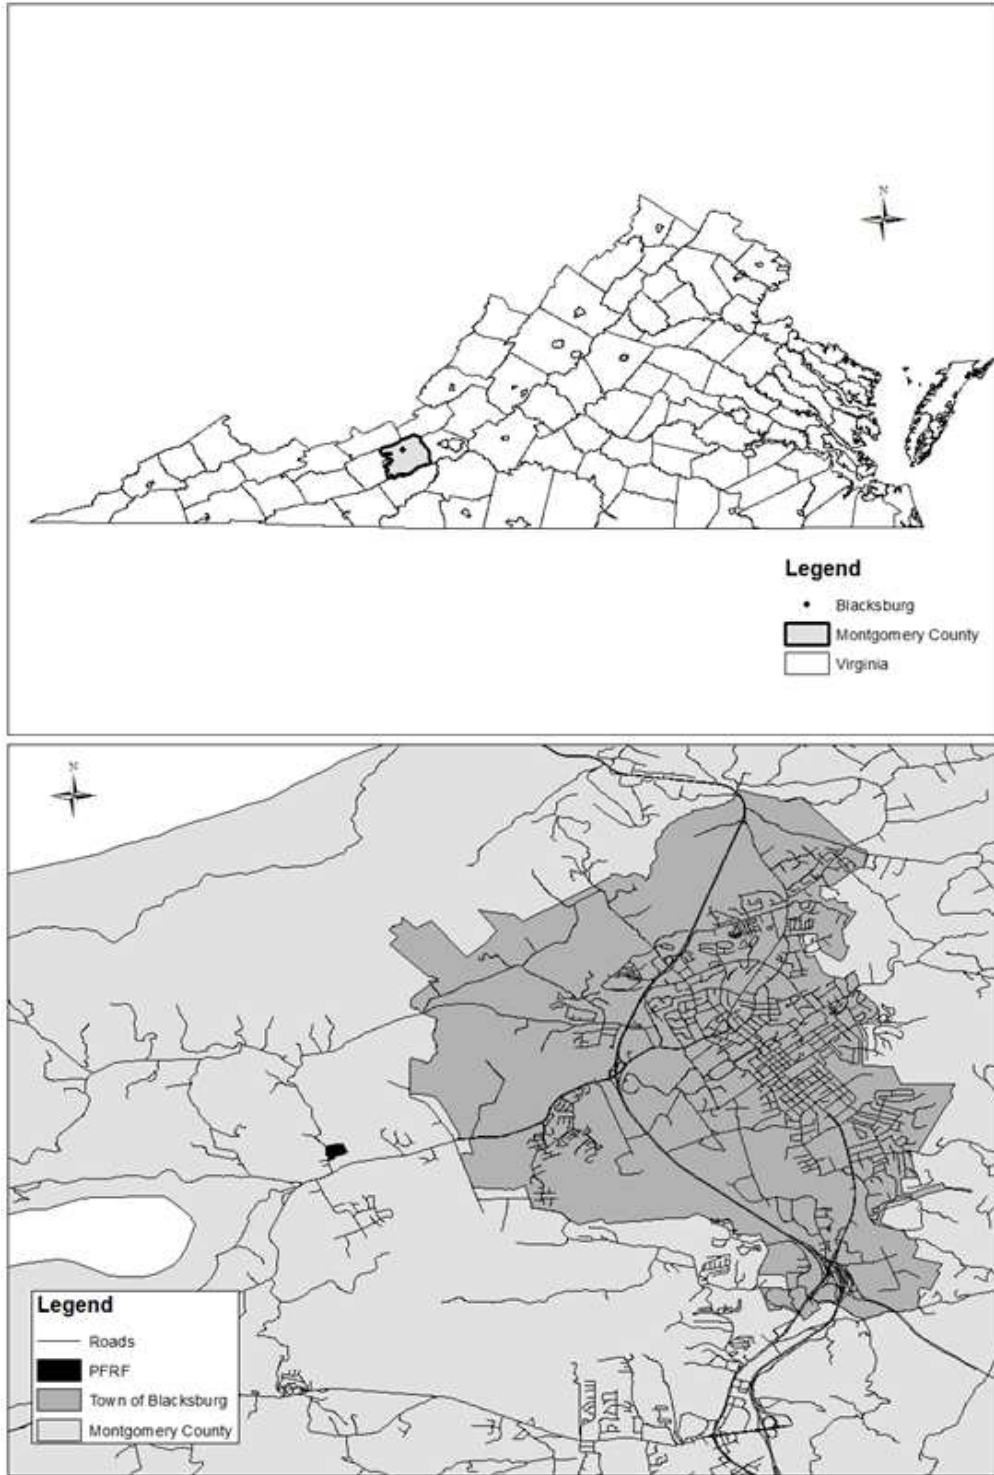 N
Legend
Blacksburg
Montgomery County
Virginia
N
Legend
Roads
PFRF
Town of Blacksburg
Montgomery County